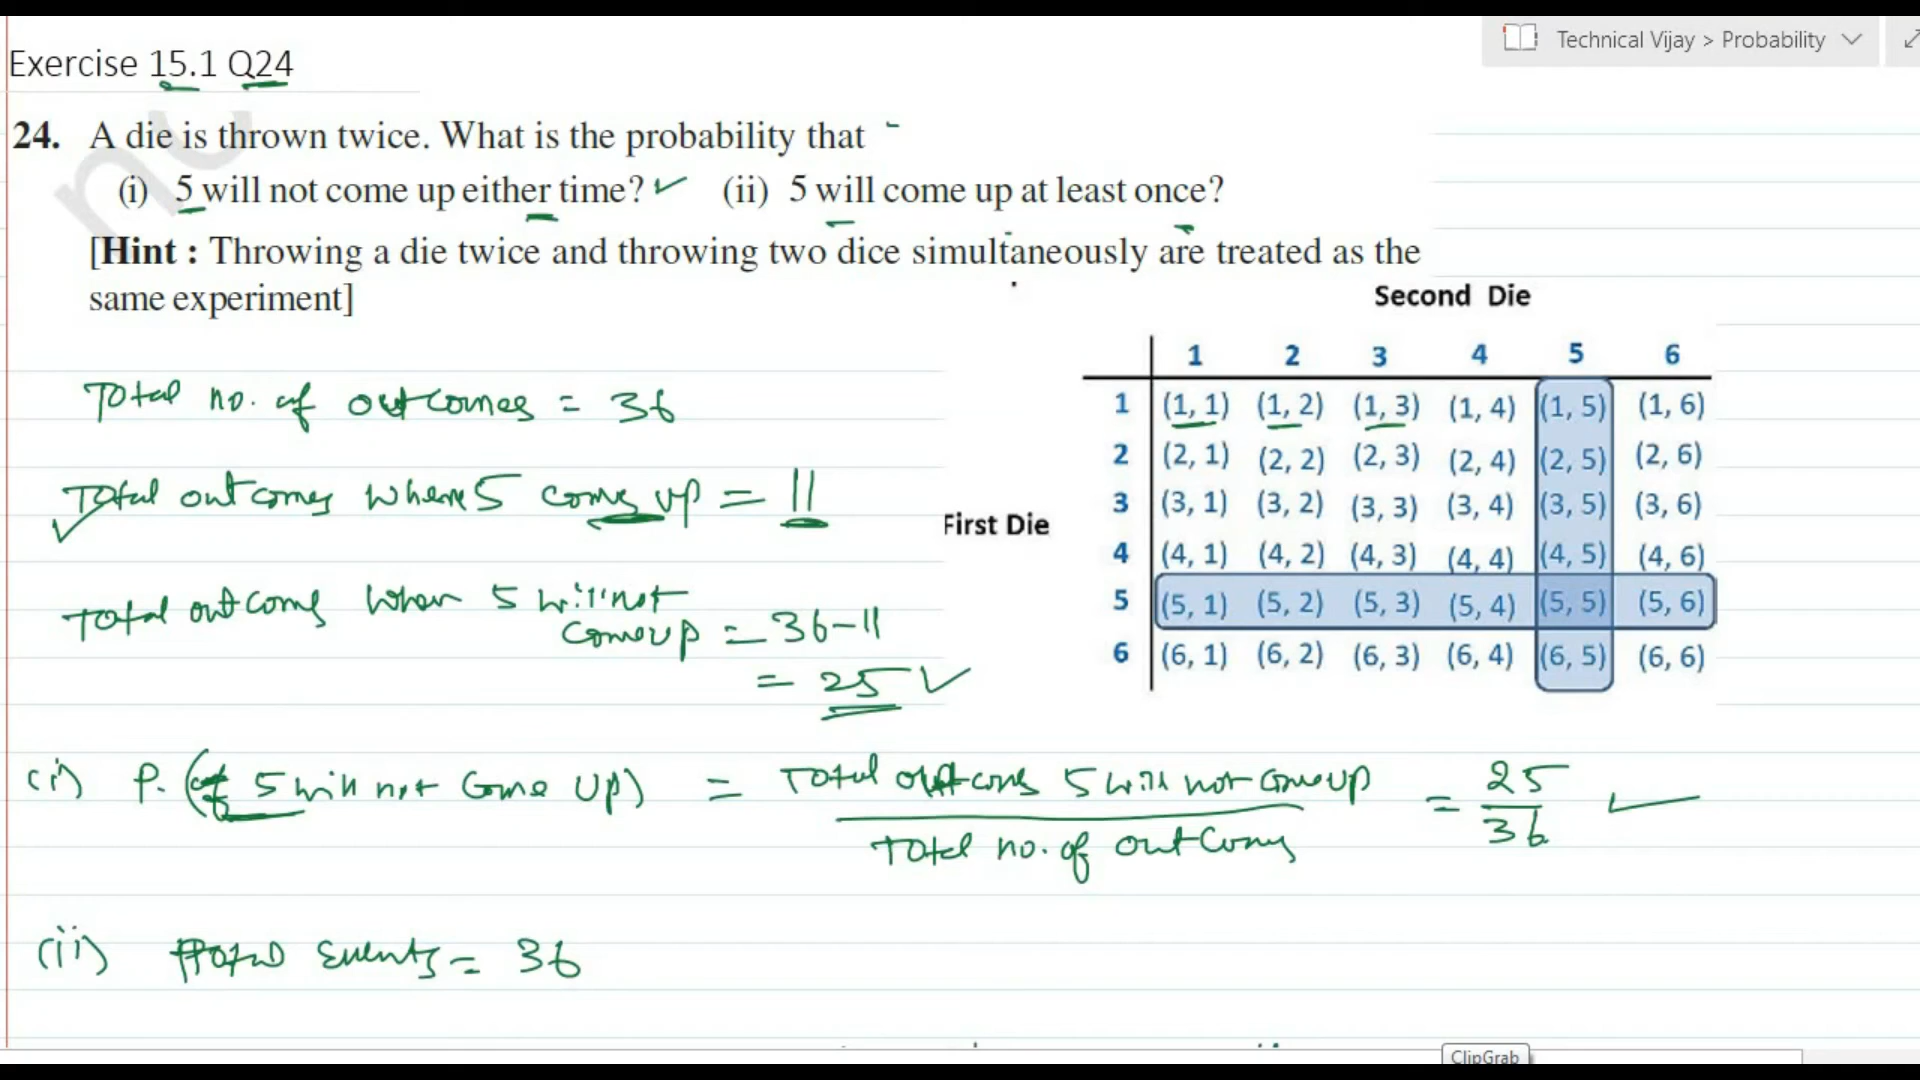 Technical Vijay > Probability
Exercise 15.1 Q24
24. A die is thrown twice. What is the probability that
(i) 5 will not come up either time? (ii) 5 will come up at least once?
[Hint : Throwing a die twice and throwing two dice simultaneously are treated as the
same experiment]
Second Die
1 2 3 4 5 6
1 (1, 1) (1, 2) (1, 3) (1, 4) (1, 5) (1, 6)
2 (2, 1) (2, 2) (2, 3) (2, 4) (2, 5) (2, 6)
3 (3, 1) (3, 2) (3, 3) (3, 4) (3, 5) (3, 6)
First Die
4 (4, 1) (4, 2) (4, 3) (4, 4) (4, 5) (4, 6)
5 (5, 1) (5, 2) (5, 3) (5, 4) (5, 5) (5, 6)
6 (6, 1) (6, 2) (6, 3) (6, 4) (6, 5) (6, 6)
Total no. of outcomes = 36
Total outcomes where 5 comes up = 11
Total outcomes when 5 will not
come up = 36-11
= 25
(i) P. (of 5 will not come up) = Total outcoms 5 will not come up = 25
Total no. of outcoms 36
(ii) Total events = 36
ClipGrab